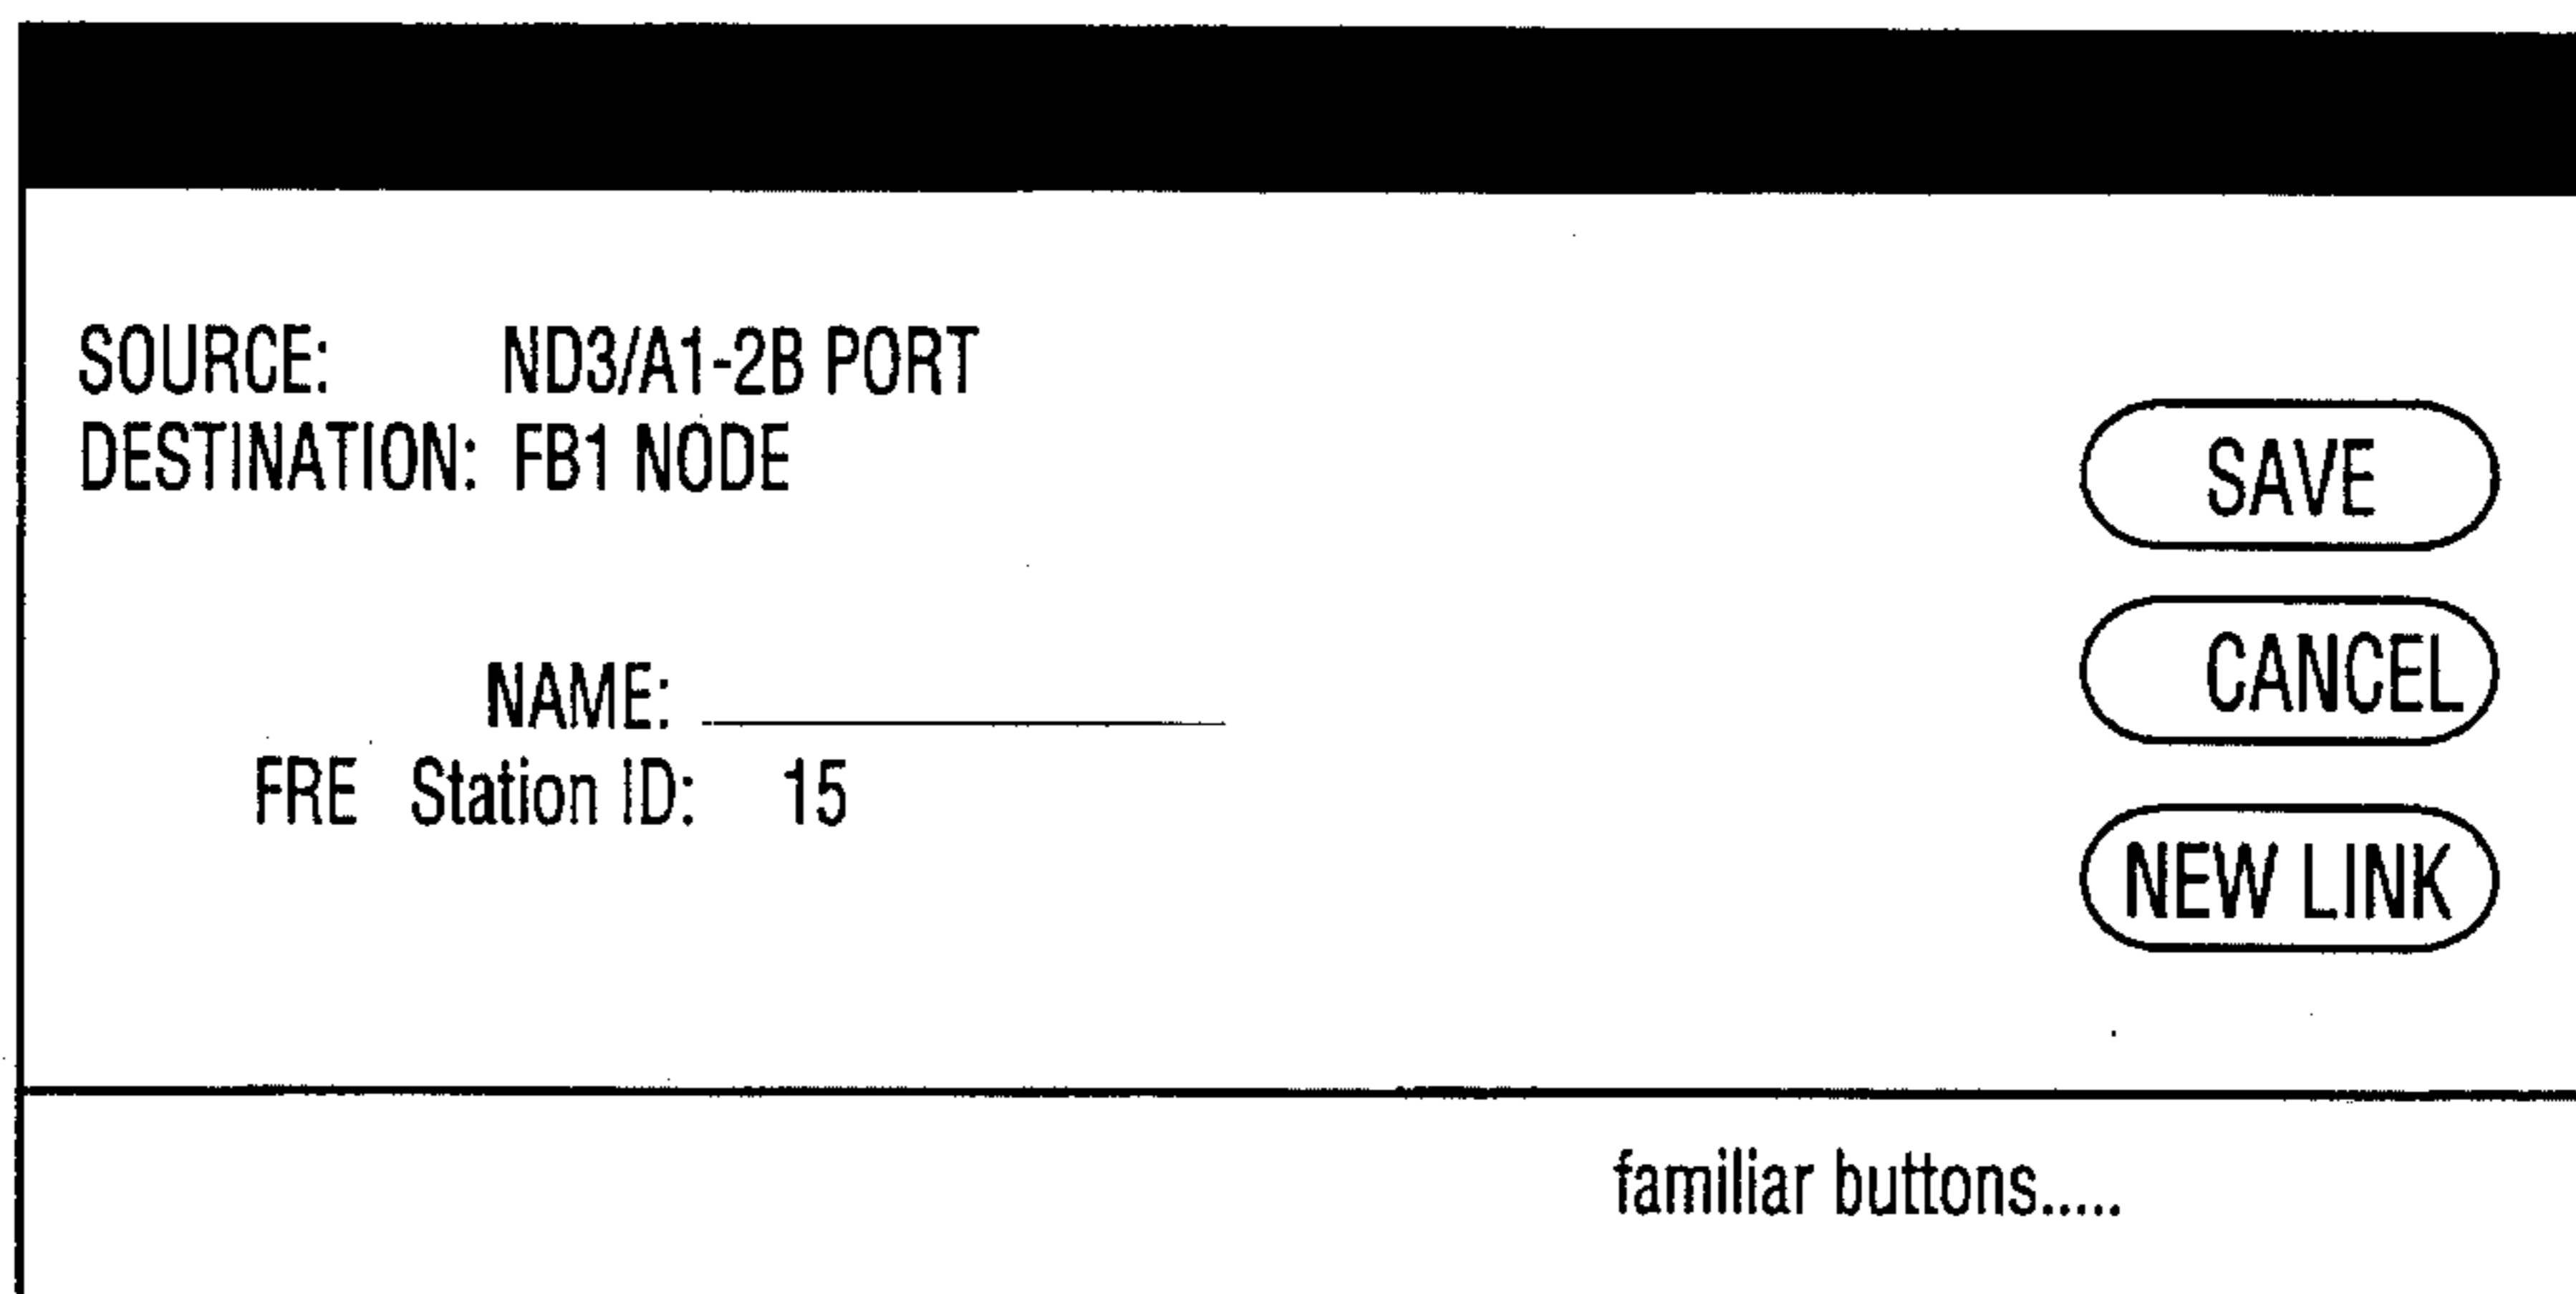 SOURCE: ND3/A1-2B PORT
DESTINATION: FB1 NODE
SAVE
NAME:
CANCEL
FRE Station ID: 15
NEW LINK
familiar buttons.....